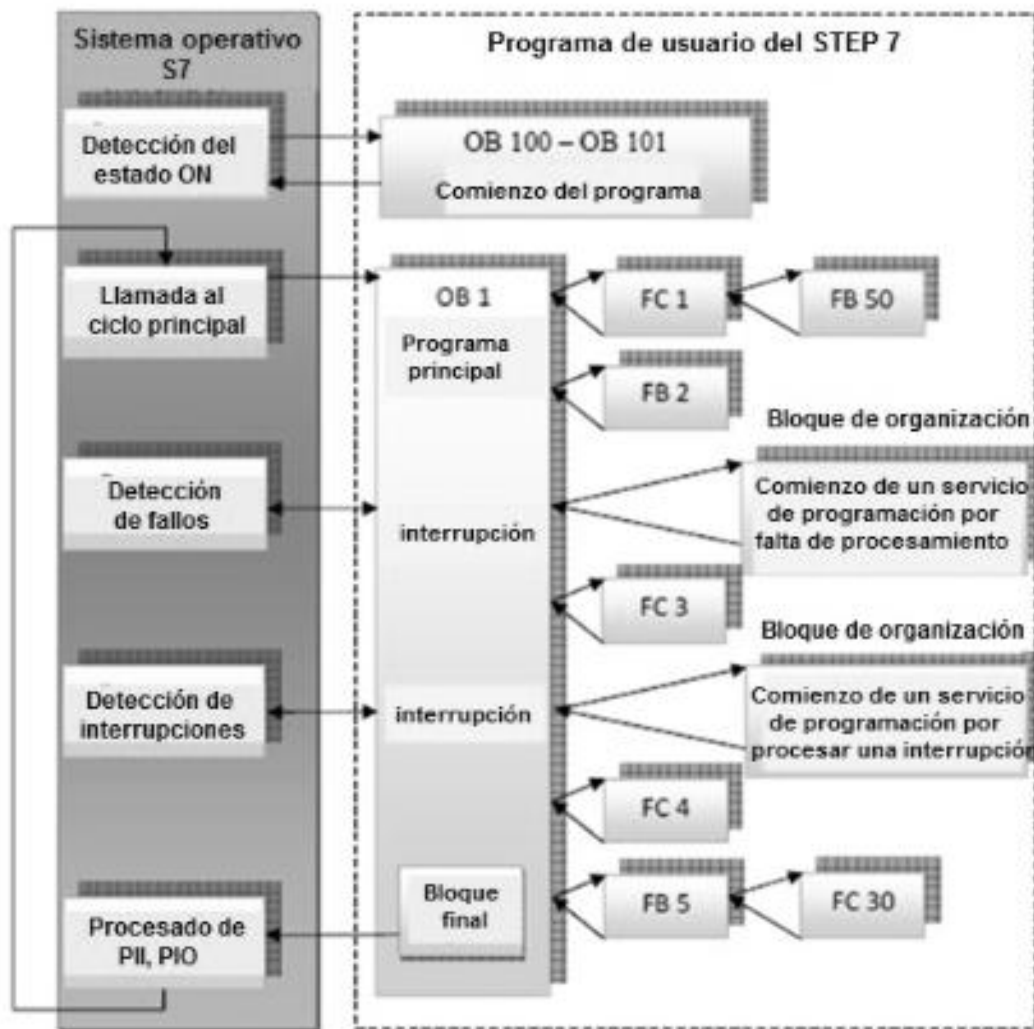 Sistema operativo
S7
Programa de usuario del STEP 7
Detección del
estado ON
OB 100 – OB 101
Comienzo del programa
Llamada al
ciclo principal
OB 1
Programa
principal
FC 1
FB 50
FB 2
Bloque de organización
Detección
de fallos
interrupción
Comienzo de un servicio
de programación por
falta de procesamiento
FC 3
Bloque de organización
Detección de
interrupciones
interrupción
Comienzo de un servicio
de programación por
procesar una interrupción
FC 4
Bloque
final
FB 5
FC 30
Procesado de
PII, PIO